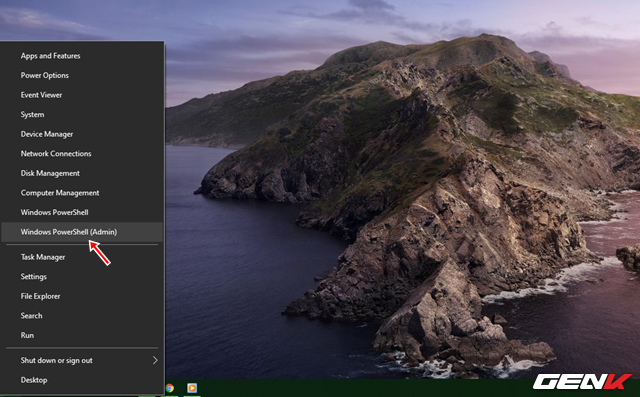 Apps and Features
Power Options
Event Viewer
System
Device Manager
Network Connections
Disk Management
Computer Management
Windows PowerShell
Windows PowerShell (Admin)
Task Manager
Settings
File Explorer
Search
Run
Shut down or sign out
Desktop
GENK